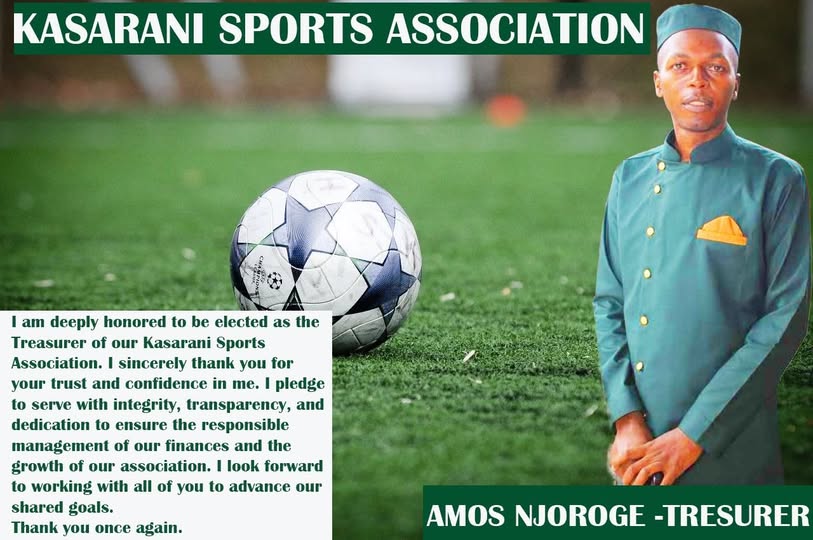 KASARANI SPORTS ASSOCIATION
CHAMPIONS
I am deeply honored to be elected as the
Treasurer of our Kasarani Sports
Association. I sincerely thank you for
your trust and confidence in me. I pledge
to serve with integrity, transparency, and
dedication to ensure the responsible
management of our finances and the
growth of our association. I look forward
to working with all of you to advance our
shared goals.
Thank you once again.
AMOS NJOROGE -TRESURER